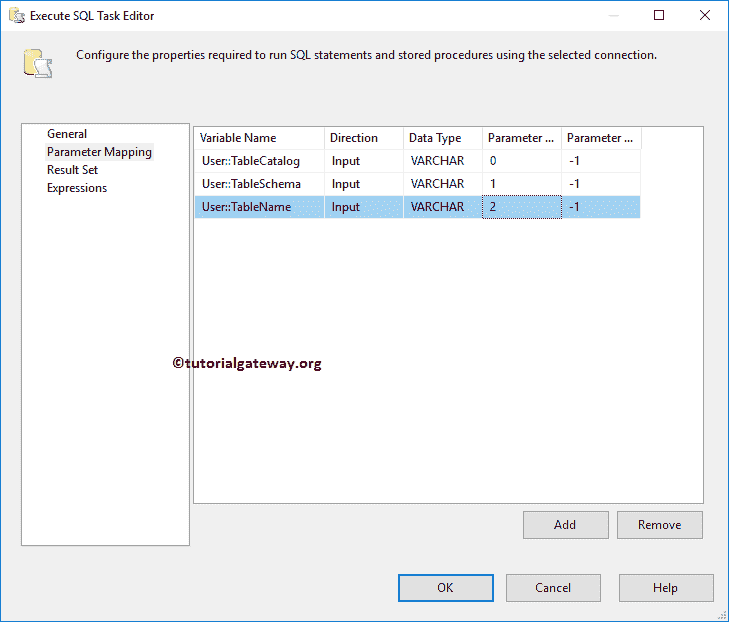 Execute SQL Task Editor
Configure the properties required to run SQL statements and stored procedures using the selected connection.
General
Parameter Mapping
Result Set
Expressions
Variable Name Direction Data Type Parameter ... Parameter ...
User::TableCatalog Input VARCHAR 0 -1
User::TableSchema Input VARCHAR 1 -1
User::TableName Input VARCHAR 2 -1
©tutorialgateway.org
Add Remove
OK Cancel Help